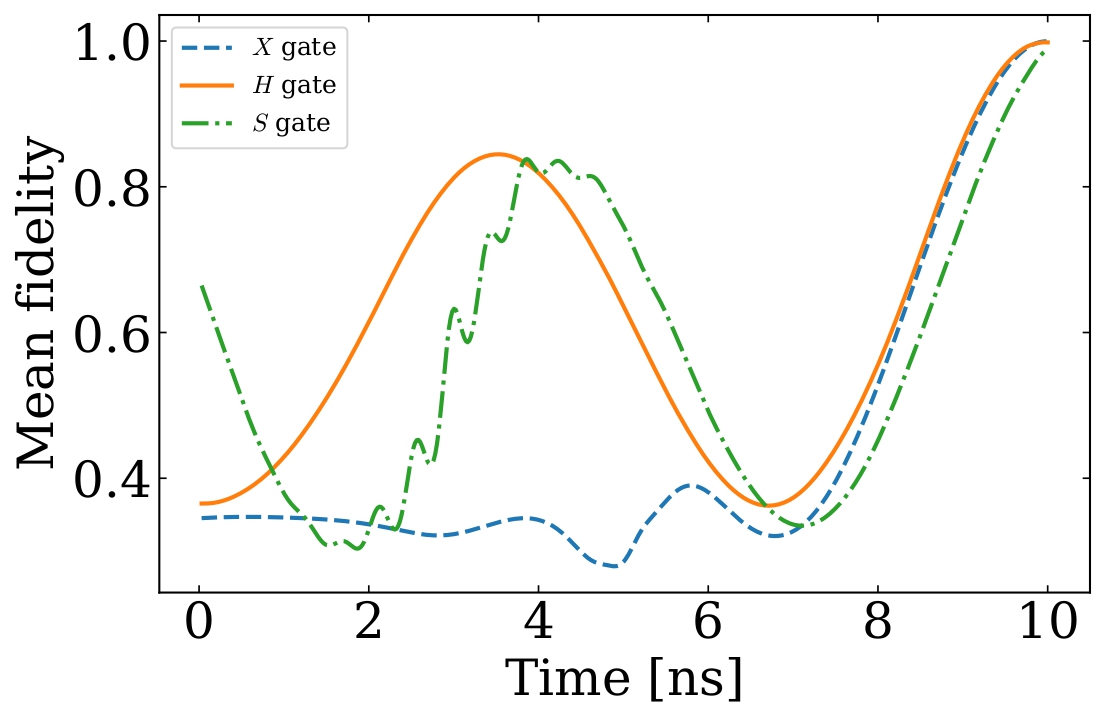 Mean fidelity
1.0
0.8
0.6
0.4
X gate
H gate
S gate
0 2 4 6 8 10
Time [ns]